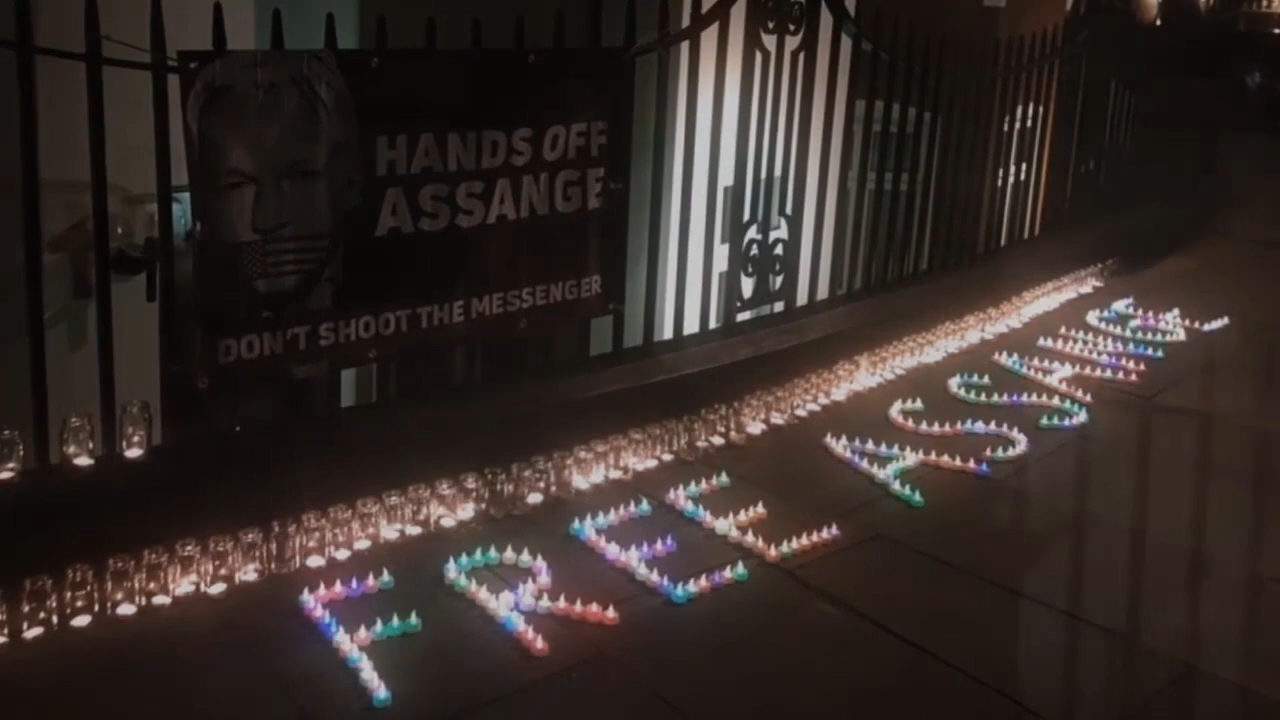 HANDS OFF
ASSANGE
DON'T SHOOT THE MESSENGER
FREE ASSANGE